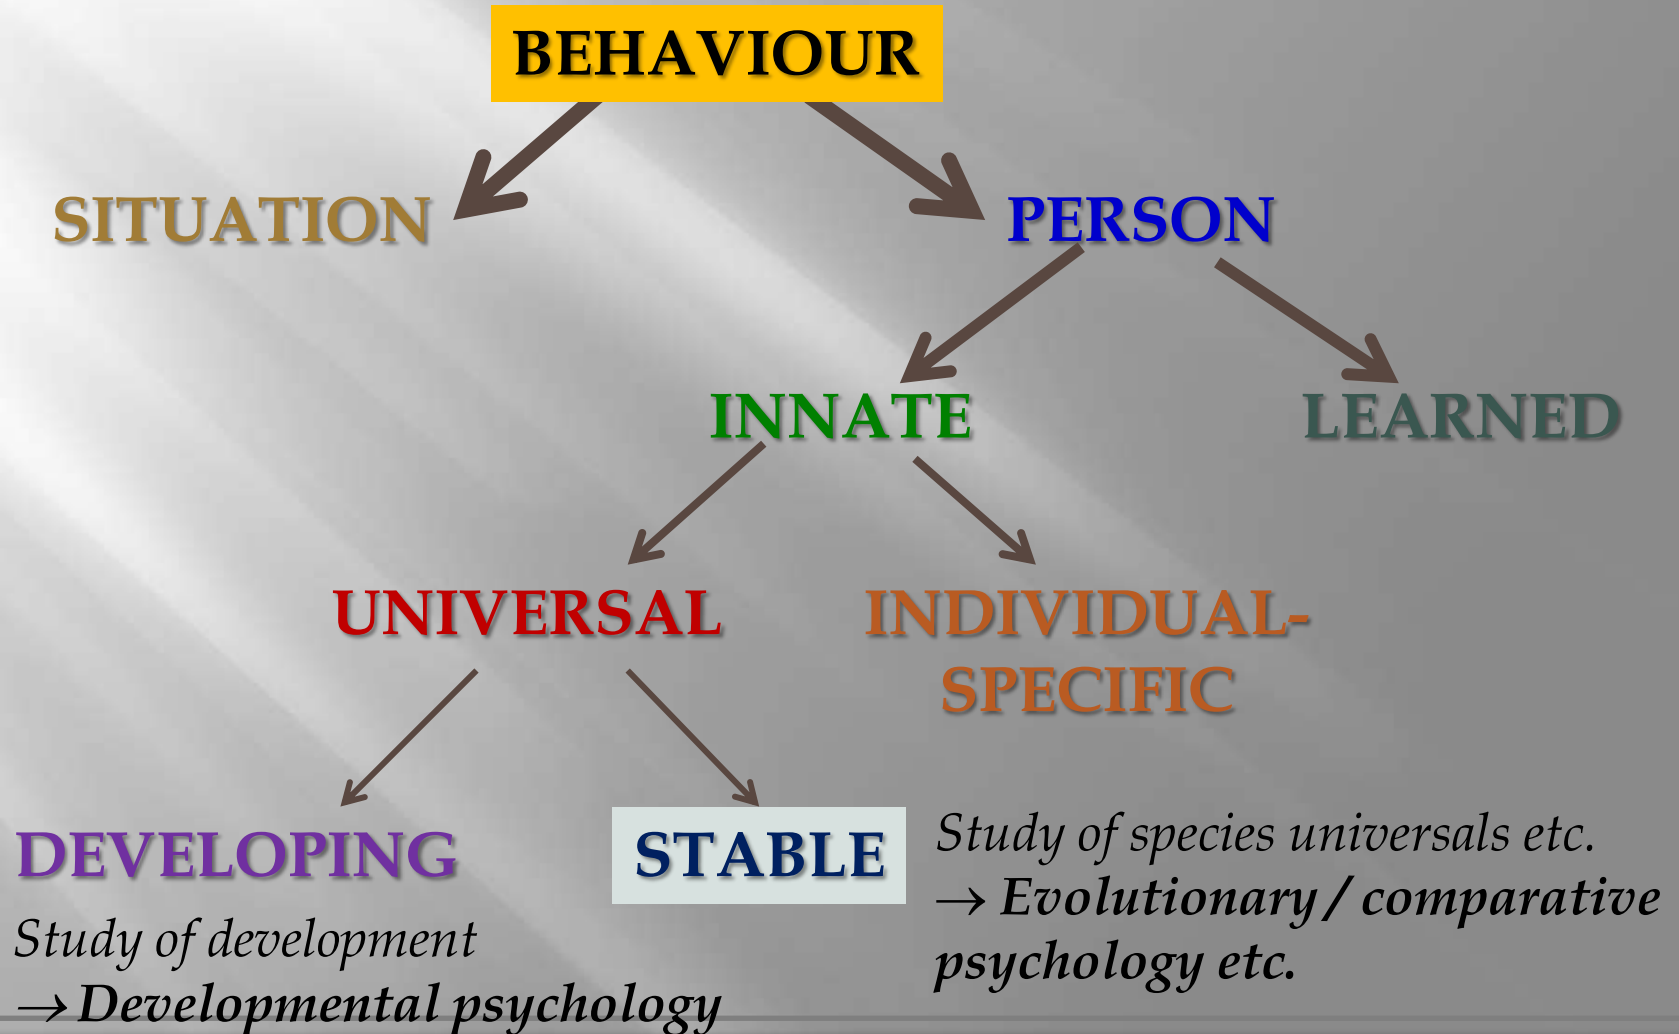 BEHAVIOUR
SITUATION
PERSON
INNATE
LEARNED
UNIVERSAL
INDIVIDUAL-
SPECIFIC
DEVELOPING
Study of development
→ Developmental psychology
STABLE
Study of species universals etc.
→ Evolutionary / comparative
psychology etc.